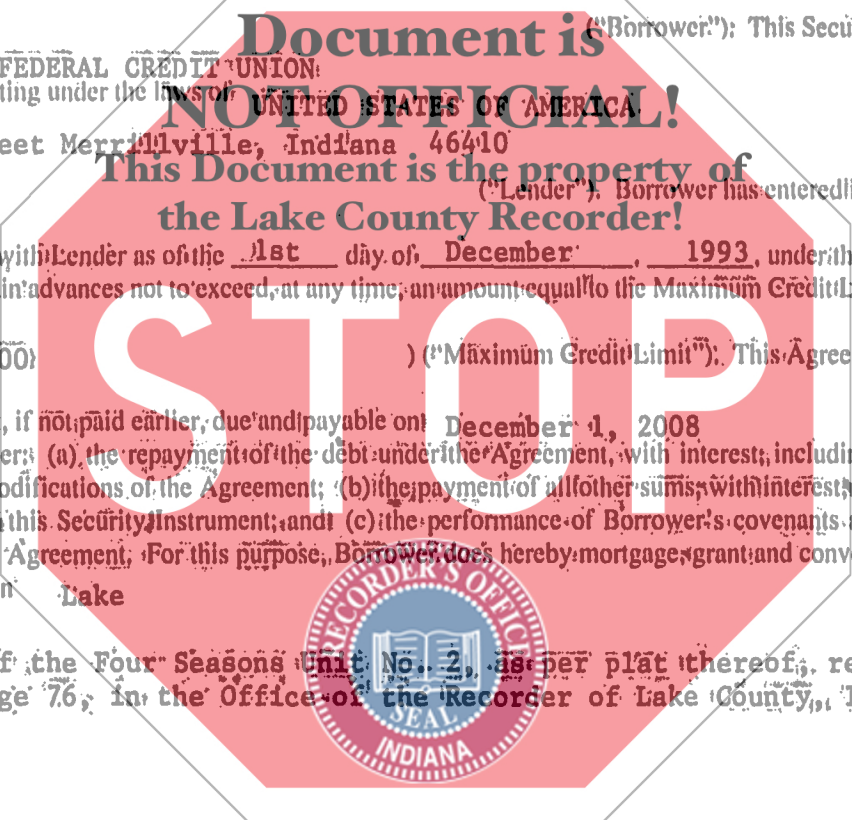 Document is
("Borrower"): This Secu
FEDERAL CREDIT UNION
ting under the laws of UNITED STATES OF AMERICA
NOT OFFICIAL!
eet Merrillville, Indiana 46410
This Document is the property of
("Lender"). Borrower has entered
the Lake County Recorder!
with Lender as of the 1st day of December, 1993, under th
in advances not to exceed, at any time, an amount equal to the Maximum Credit L
00) ) ("Maximum Credit Limit"). This Agree
STOP
, if not paid earlier, due and payable on December 1, 2008
er: (a) the repayment of the debt under the Agreement, with interest, includin
odifications of the Agreement; (b) the payment of all other sums, with interest,
this Security Instrument; and (c) the performance of Borrower's covenants
Agreement. For this purpose, Borrower does hereby mortgage, grant and conv
n Lake
RECORDER'S OFFICE
f the Four Seasons Unit No. 2, as per plat thereof, re
ge 76, in the Office of the Recorder of Lake County,
SEAL
INDIANA